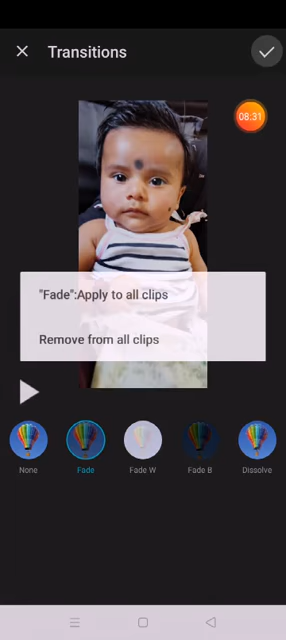 Transitions
08:31
"Fade":Apply to all clips
Remove from all clips
None
Fade
Fade W
Fade B
Dissolve